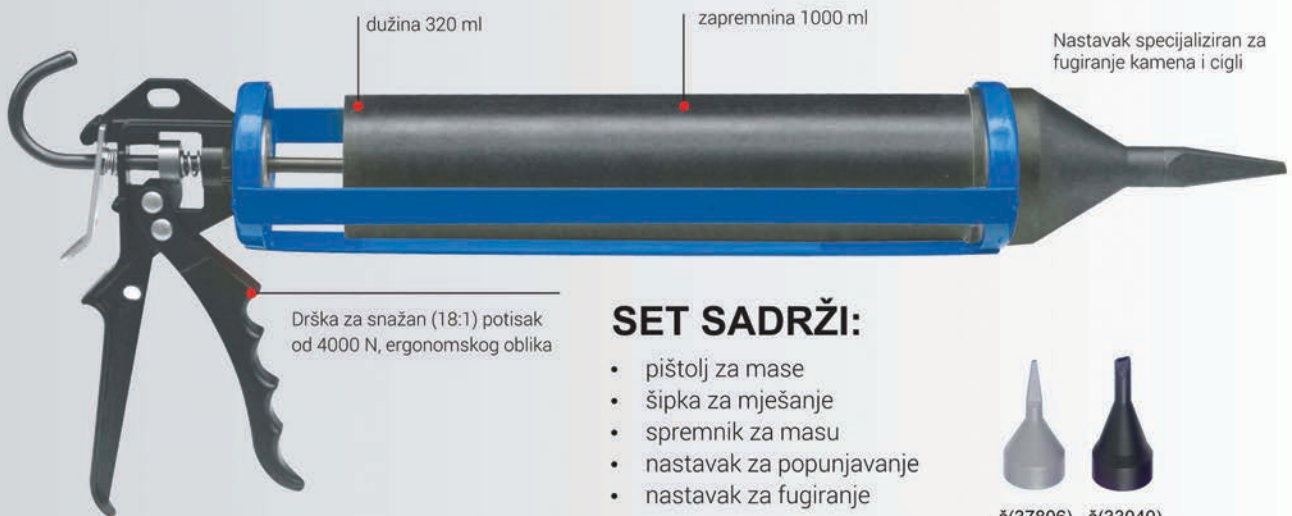 dužina 320 ml
zapremnina 1000 ml
Nastavak specijaliziran za
fugiranje kamena i cigli
Drška za snažan (18:1) potisak
od 4000 N, ergonomskog oblika
SET SADRŽI:
• pištolj za mase
• šipka za mješanje
• spremnik za masu
• nastavak za popunjavanje
• nastavak za fugiranje